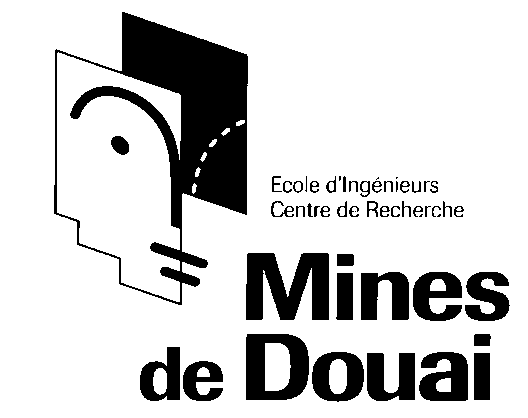 Ecole d'Ingénieurs
Centre de Recherche
Mines
de Douai